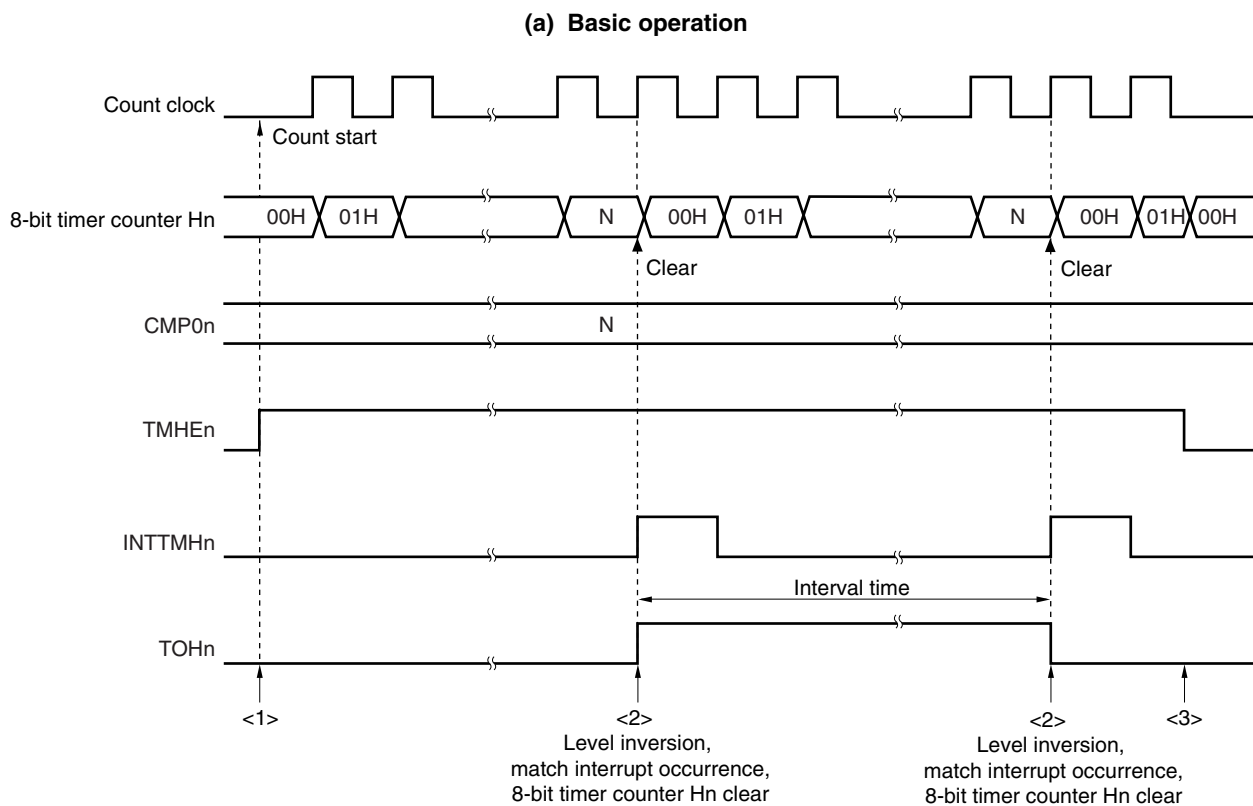 (a) Basic operation
Count clock
Count start
8-bit timer counter Hn
00H 01H N 00H 01H N 00H 01H 00H
Clear Clear
CMP0n
N
TMHEn
INTTMHn
Interval time
TOHn
<1> <2> <2> <3>
Level inversion,
match interrupt occurrence,
8-bit timer counter Hn clear
Level inversion,
match interrupt occurrence,
8-bit timer counter Hn clear